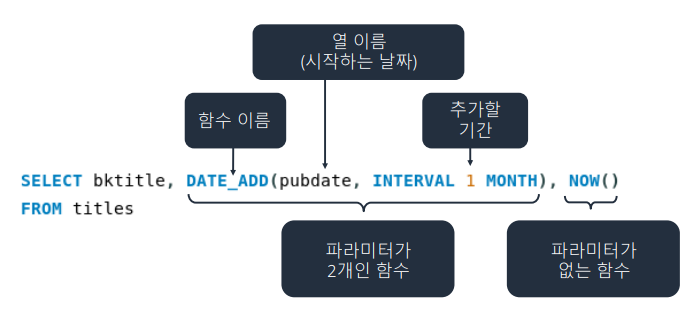 열 이름
(시작하는 날짜)
함수 이름
추가할
기간
SELECT bktitle, DATE_ADD(pubdate, INTERVAL 1 MONTH), NOW()
FROM titles
파라미터가
2개인 함수
파라미터가
없는 함수